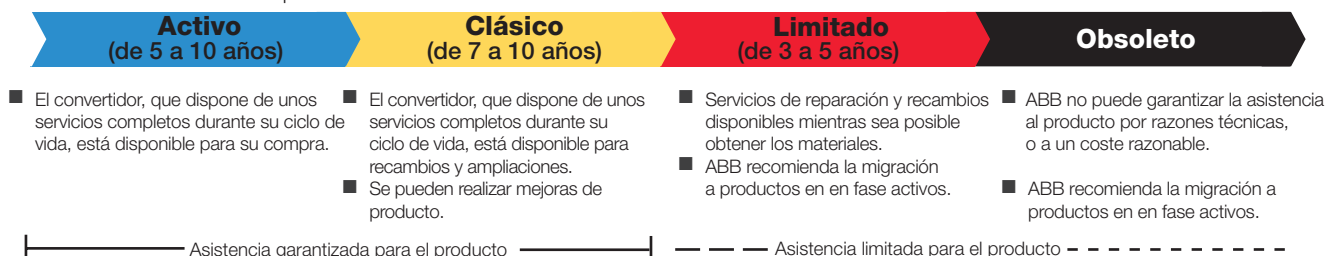 Activo
(de 5 a 10 años)
Clásico
(de 7 a 10 años)
Limitado
(de 3 a 5 años)
Obsoleto
■ El convertidor, que dispone de unos
servicios completos durante su ciclo de
vida, está disponible para su compra.
■ El convertidor, que dispone de unos
servicios completos durante su
ciclo de vida, está disponible para
recambios y ampliaciones.
■ Se pueden realizar mejoras de
producto.
■ Servicios de reparación y recambios
disponibles mientras sea posible
obtener los materiales.
■ ABB recomienda la migración
a productos en en fase activos.
■ ABB no puede garantizar la asistencia
al producto por razones técnicas,
o a un coste razonable.
■ ABB recomienda la migración a
productos en en fase activos.
Asistencia garantizada para el producto
Asistencia limitada para el producto